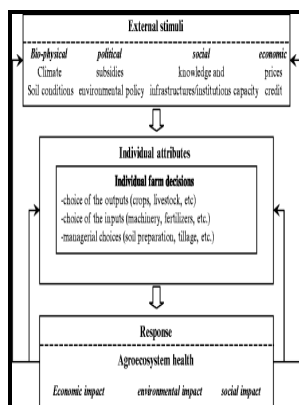 External stimuli
Bio-physical political social economic
Climate subsidies knowledge and prices
Soil conditions environmental policy infrastructures/institutions capacity credit
Individual attributes
Individual farm decisions
-choice of the outputs (crops, livestock, etc)
-choice of the inputs (machinery, fertilizers, etc.)
-managerial choices (soil preparation, tillage, etc.)
Response
Agroecosystem health
Economic impact environmental impact social impact